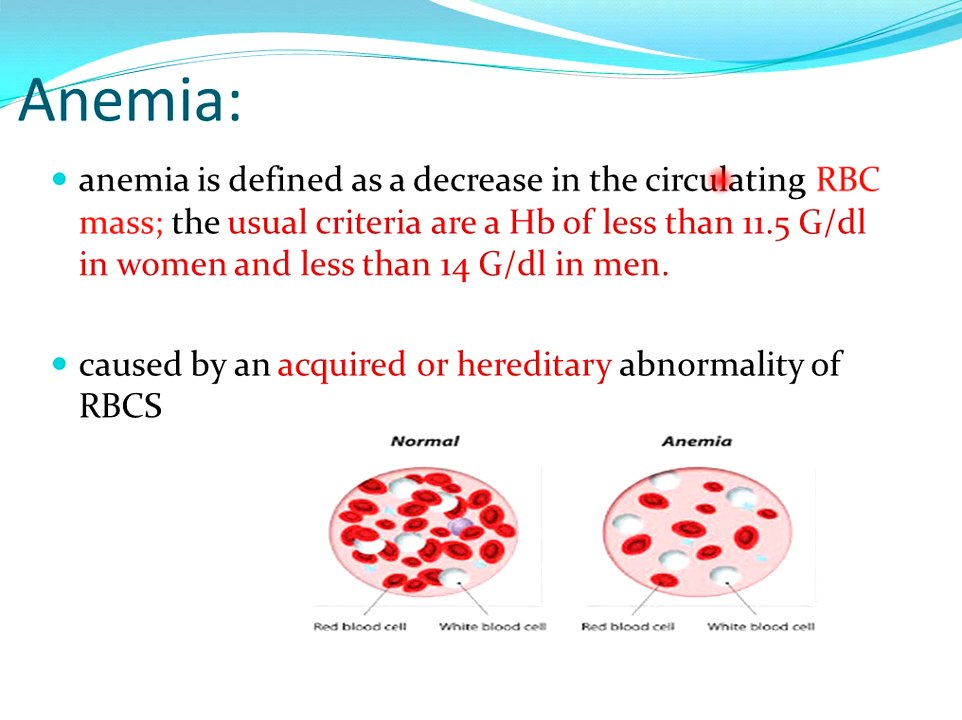 Anemia:
• anemia is defined as a decrease in the circulating RBC
mass; the usual criteria are a Hb of less than 11.5 G/dl
in women and less than 14 G/dl in men.
• caused by an acquired or hereditary abnormality of
RBCS
Normal
Anemia
Red blood cell
White blood cell
Red blood cell
White blood cell